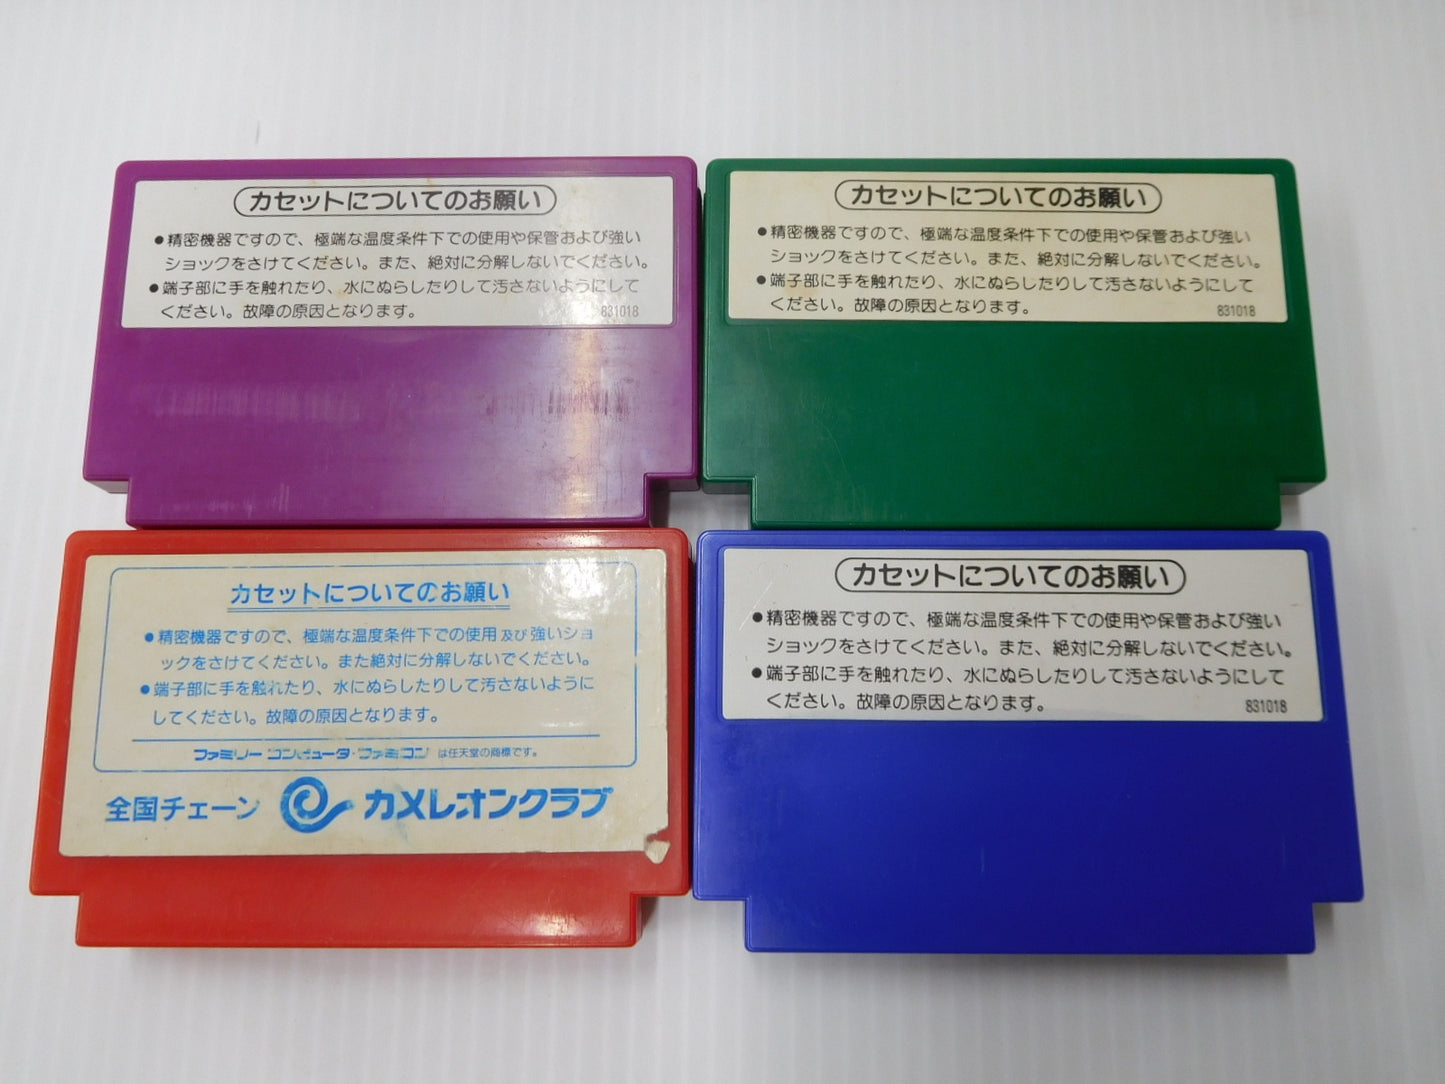 カセットについてのお願い
●精密機器ですので、極端な温度条件下での使用や保管および強い
ショックをさけてください。また、絶対に分解しないでください。
●端子部に手を触れたり、水にぬらしたりして汚さないようにして
ください。故障の原因となります。
831018
カセットについてのお願い
●精密機器ですので、極端な温度条件下での使用や保管および強い
ショックをさけてください。また、絶対に分解しないでください。
●端子部に手を触れたり、水にぬらしたりして汚さないようにして
ください。故障の原因となります。
831018
カセットについてのお願い
●精密機器ですので、極端な温度条件下での使用及び強いショ
ックをさけてください。また絶対に分解しないでください。
●端子部に手を触れたり、水にぬらしたりして汚さないように
してください。故障の原因となります。
ファミリーコンピュータ・ファミコン は任天堂の商標です。
全国チェーン カメレオンクラブ
カセットについてのお願い
●精密機器ですので、極端な温度条件下での使用や保管および強い
ショックをさけてください。また、絶対に分解しないでください。
●端子部に手を触れたり、水にぬらしたりして汚さないようにして
ください。故障の原因となります。
831018